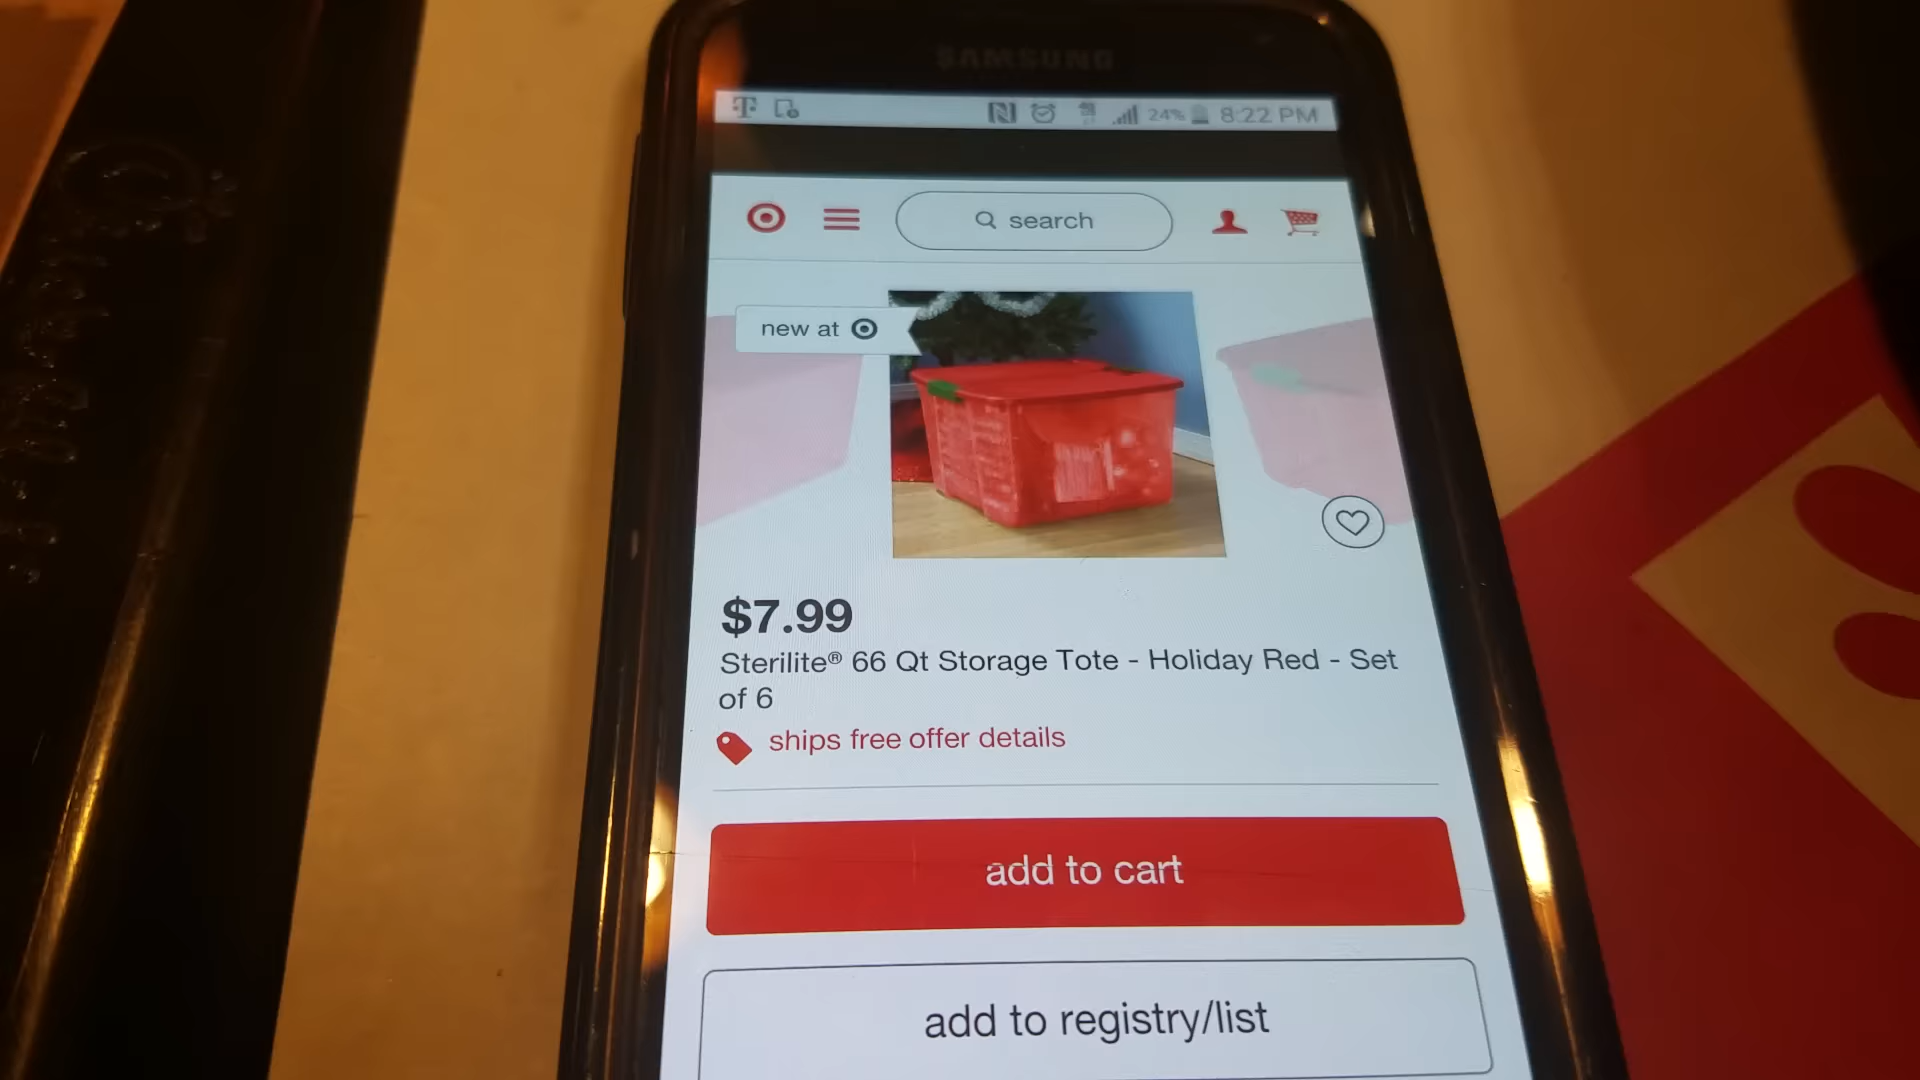 SAMSUNG
24% 8:22 PM
search
new at
$7.99
Sterilite® 66 Qt Storage Tote - Holiday Red - Set
of 6
ships free offer details
add to cart
add to registry/list